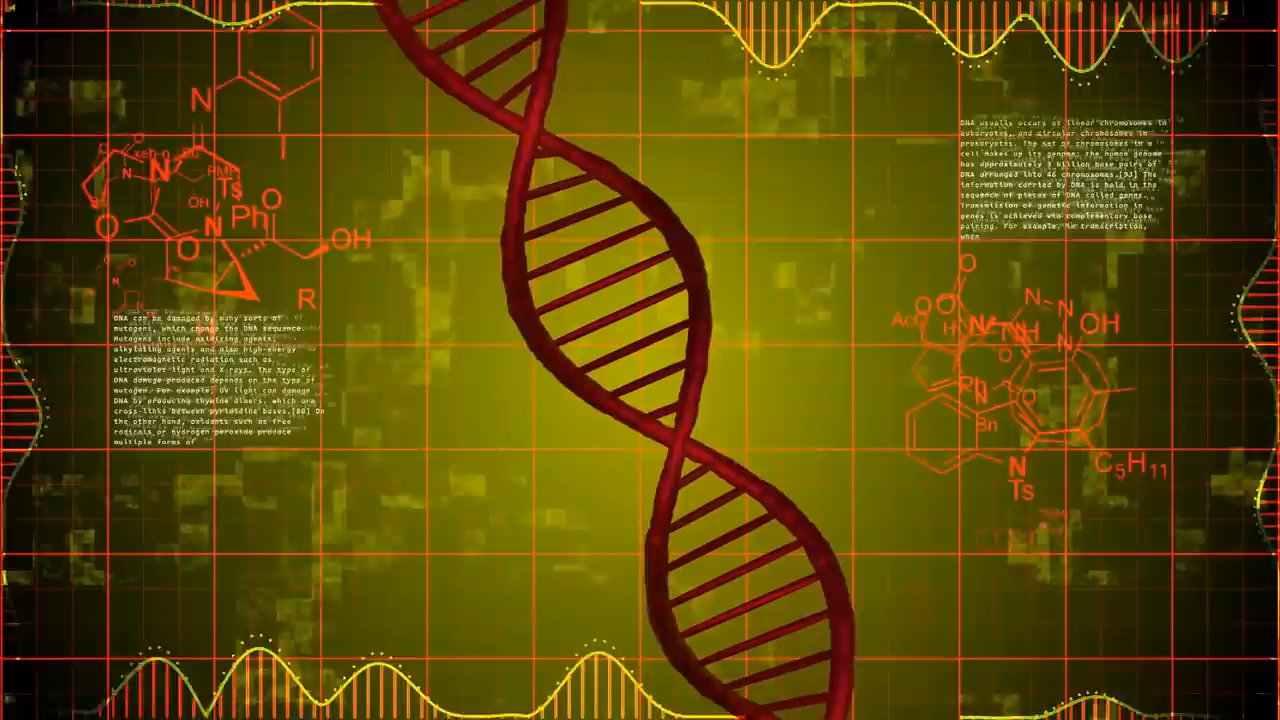 N
N
N
Ts
OH
Ph
O
N
O
O
OH
R
DNA can be damaged by many sorts of
mutagens, which change the DNA sequence.
Mutagens include oxidizing agents,
alkylating agents and also high-energy
electromagnetic radiation such as
ultraviolet light and X-rays. The type of
DNA damage produced depends on the type of
mutagen. For example, UV light can damage
DNA by producing thymine dimers, which are
cross-links between pyrimidine bases.[80] On
the other hand, oxidants such as free
radicals or hydrogen peroxide produce
multiple forms of
DNA usually occurs as linear chromosomes in
eukaryotes, and circular chromosomes in
prokaryotes. The set of chromosomes in a
cell makes up its genome; the human genome
has approximately 3 billion base pairs of
DNA arranged into 46 chromosomes.[93] The
information carried by DNA is held in the
sequence of pieces of DNA called genes.
Transmission of genetic information in
genes is achieved via complementary base
pairing. For example, in transcription,
when
O
O O
N N
H N NH N
OH
O
Ph
N
O
Bn
N
Ts
C5H11